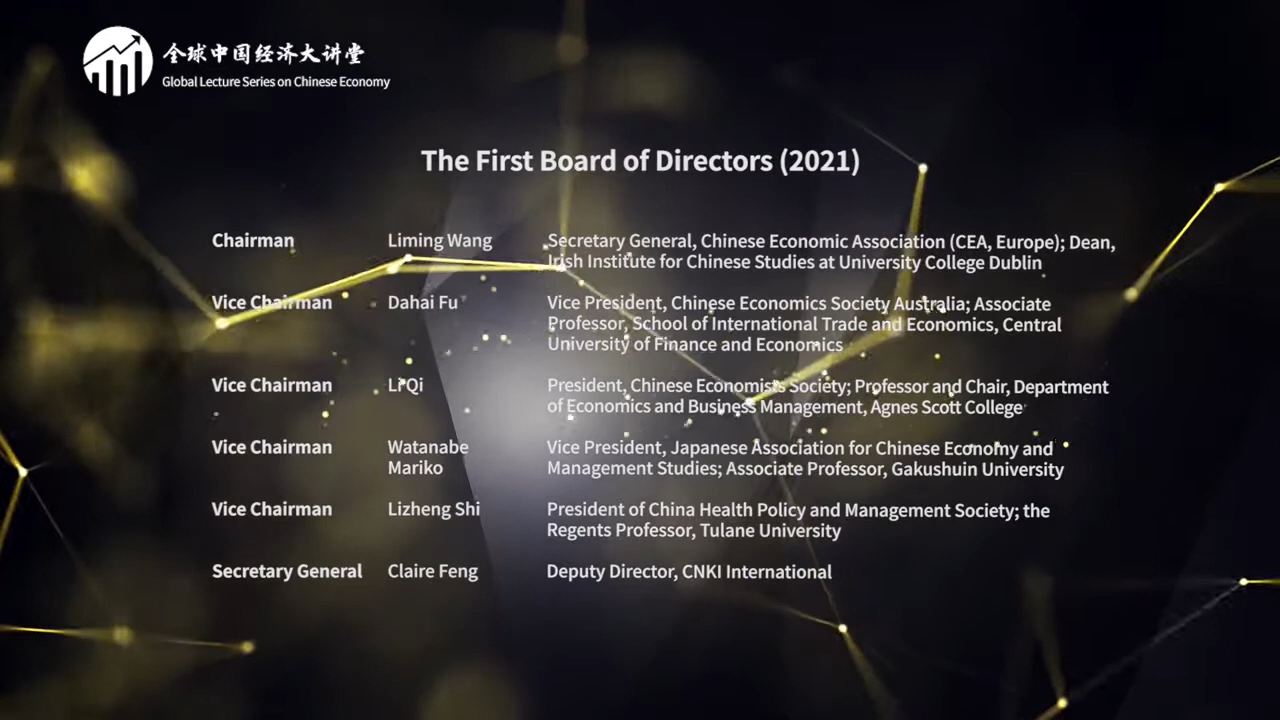 全球中国经济大讲堂
Global Lecture Series on Chinese Economy
The First Board of Directors (2021)
Chairman Liming Wang Secretary General, Chinese Economic Association (CEA, Europe); Dean,
Irish Institute for Chinese Studies at University College Dublin
Vice Chairman Dahai Fu Vice President, Chinese Economics Society Australia; Associate
Professor, School of International Trade and Economics, Central
University of Finance and Economics
Vice Chairman Li Qi President, Chinese Economists Society; Professor and Chair, Department
of Economics and Business Management, Agnes Scott College
Vice Chairman Watanabe Vice President, Japanese Association for Chinese Economy and
Mariko Management Studies; Associate Professor, Gakushuin University
Vice Chairman Lizheng Shi President of China Health Policy and Management Society; the
Regents Professor, Tulane University
Secretary General Claire Feng Deputy Director, CNKI International